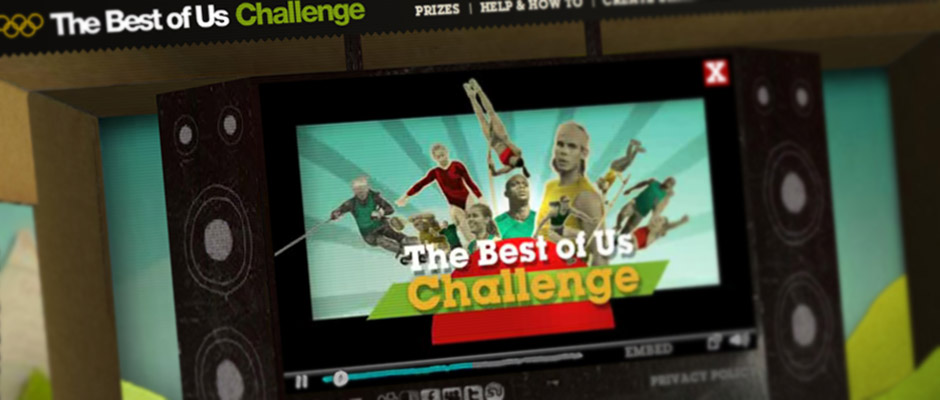 The Best of Us Challenge
PRIZES | HELP & HOW TO |
X
The Best of Us
Challenge
EMBED
PRIVACY POLICY